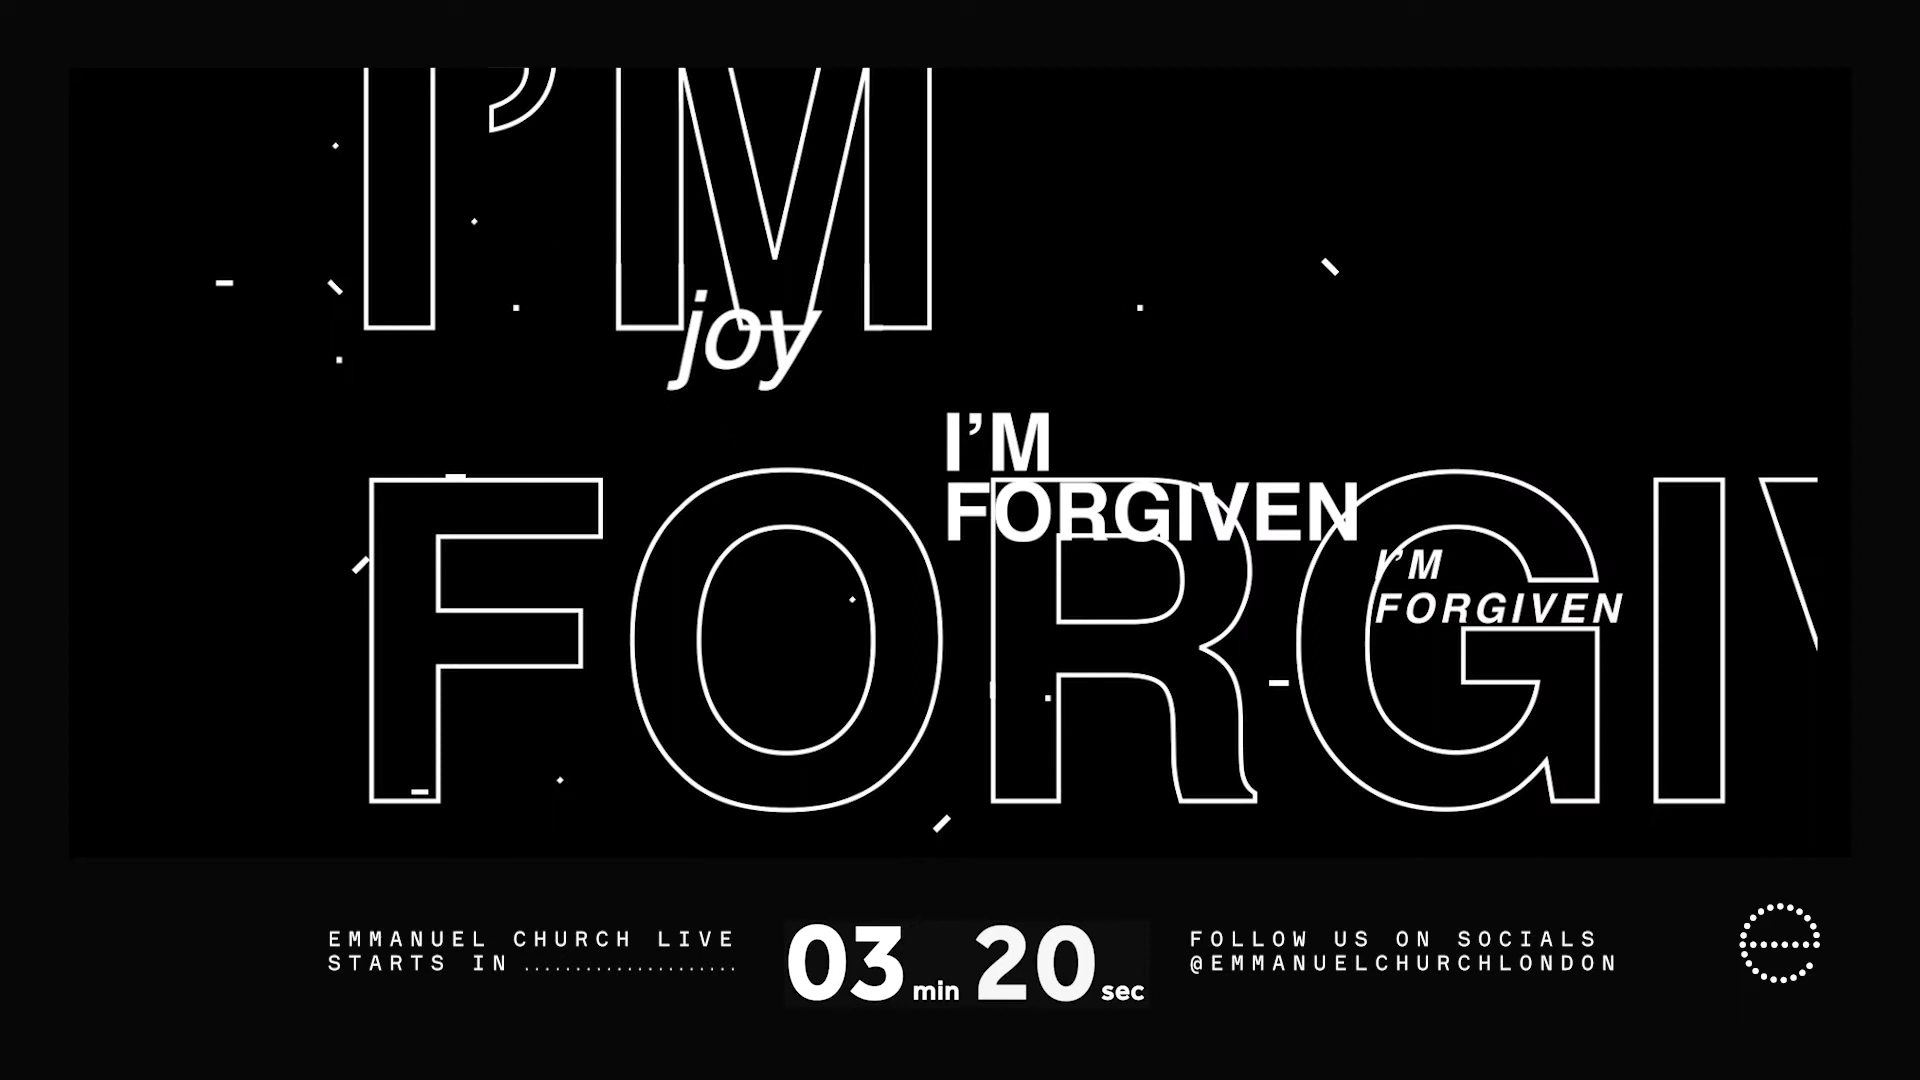 I'M
joy
I'M
FORGIVEN
FORGIV
I'M
FORGIVEN
EMMANUEL CHURCH LIVE
STARTS IN .....................
03 min 20 sec
FOLLOW US ON SOCIALS
@EMMANUELCHURCHLONDON